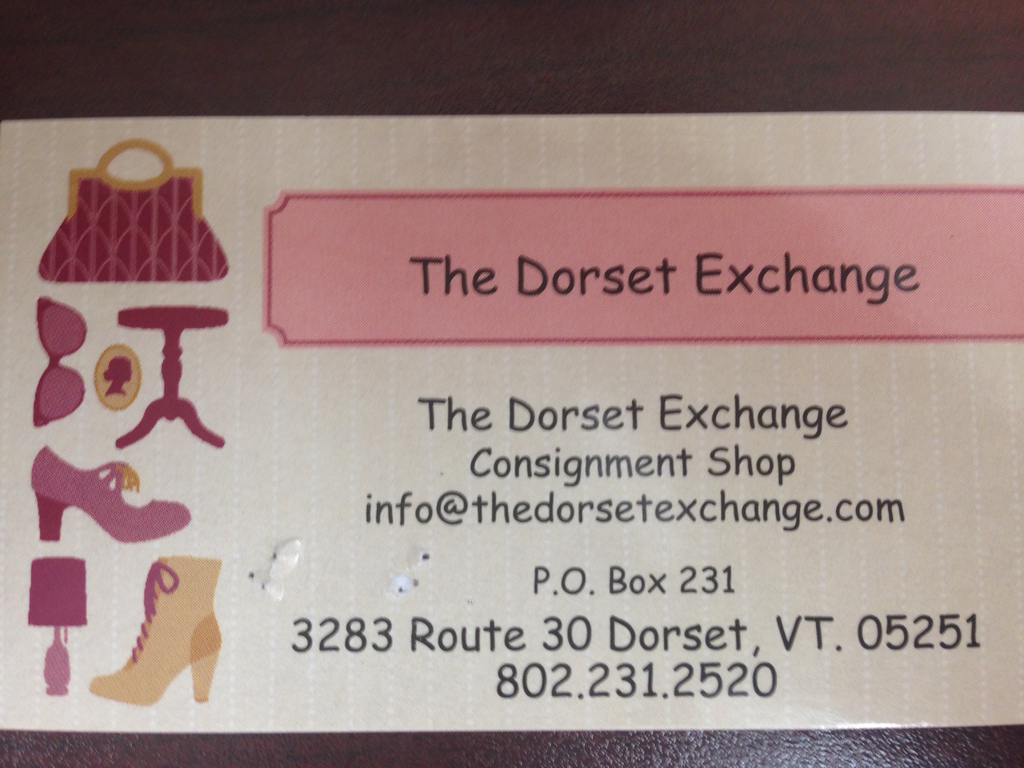 The Dorset Exchange
The Dorset Exchange
Consignment Shop
info@thedorsetexchange.com
P.O. Box 231
3283 Route 30 Dorset, VT. 05251
802.231.2520